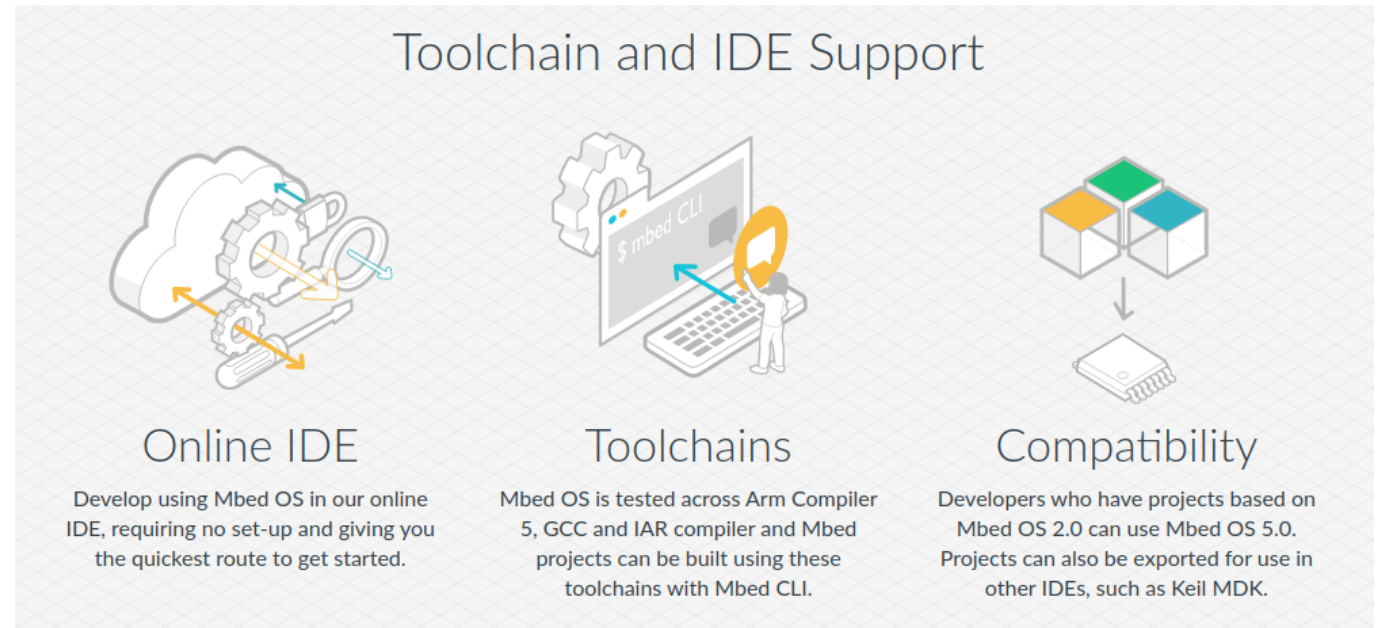 Toolchain and IDE Support
$ mbed CLI
Online IDE
Develop using Mbed OS in our online
IDE, requiring no set-up and giving you
the quickest route to get started.
Toolchains
Mbed OS is tested across Arm Compiler
5, GCC and IAR compiler and Mbed
projects can be built using these
toolchains with Mbed CLI.
Compatibility
Developers who have projects based on
Mbed OS 2.0 can use Mbed OS 5.0.
Projects can also be exported for use in
other IDEs, such as Keil MDK.